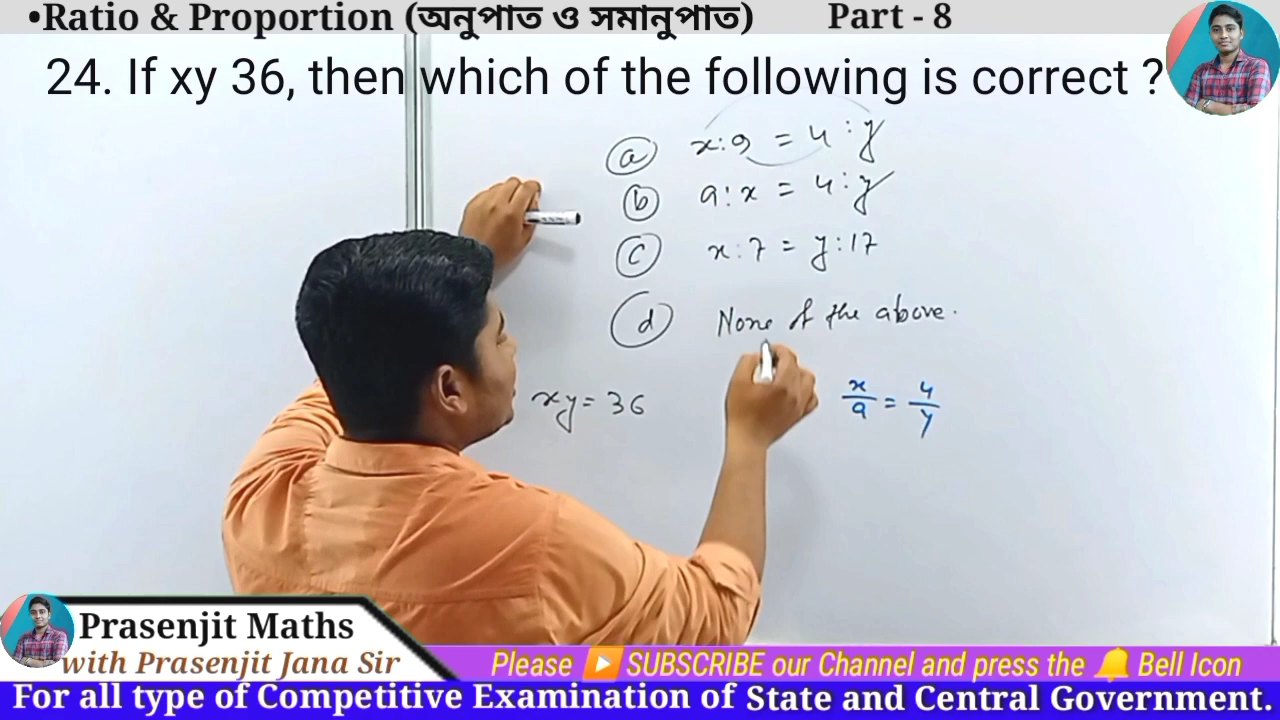 •Ratio & Proportion (অনুপাত ও সমানুপাত) Part - 8
24. If xy 36, then which of the following is correct ?
(a) x:9 = 4:y
(b) 9:x = 4:y
(c) x:7 = y:17
(d) None of the above.
xy = 36
x/9 = 4/y
Prasenjit Maths
with Prasenjit Jana Sir
Please ▶ SUBSCRIBE our Channel and press the 🔔 Bell Icon
For all type of Competitive Examination of State and Central Government.